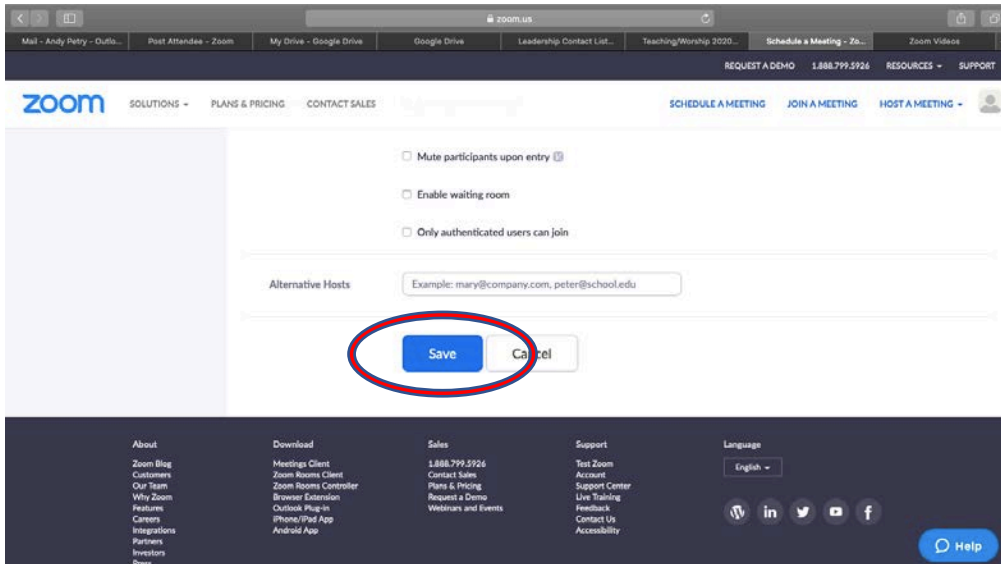 zoom.us
Mail - Andy Petry - Outlo... Post Attendee - Zoom My Drive - Google Drive Google Drive Leadership Contact List... Teaching/Worship 2020... Schedule a Meeting - Zo... Zoom Videos
REQUEST A DEMO 1.888.799.5926 RESOURCES SUPPORT
zoom SOLUTIONS PLANS & PRICING CONTACT SALES SCHEDULE A MEETING JOIN A MEETING HOST A MEETING
Mute participants upon entry
Enable waiting room
Only authenticated users can join
Alternative Hosts Example: mary@company.com, peter@school.edu
Save Cancel
About
Zoom Blog
Customers
Our Team
Why Zoom
Features
Careers
Integrations
Partners
Investors
Press
Download
Meetings Client
Zoom Rooms Client
Zoom Rooms Controller
Browser Extension
Outlook Plug-in
iPhone/iPad App
Android App
Sales
1.888.799.5926
Contact Sales
Plans & Pricing
Request a Demo
Webinars and Events
Support
Test Zoom
Account
Support Center
Live Training
Feedback
Contact Us
Accessibility
Language
English
in
f
Help